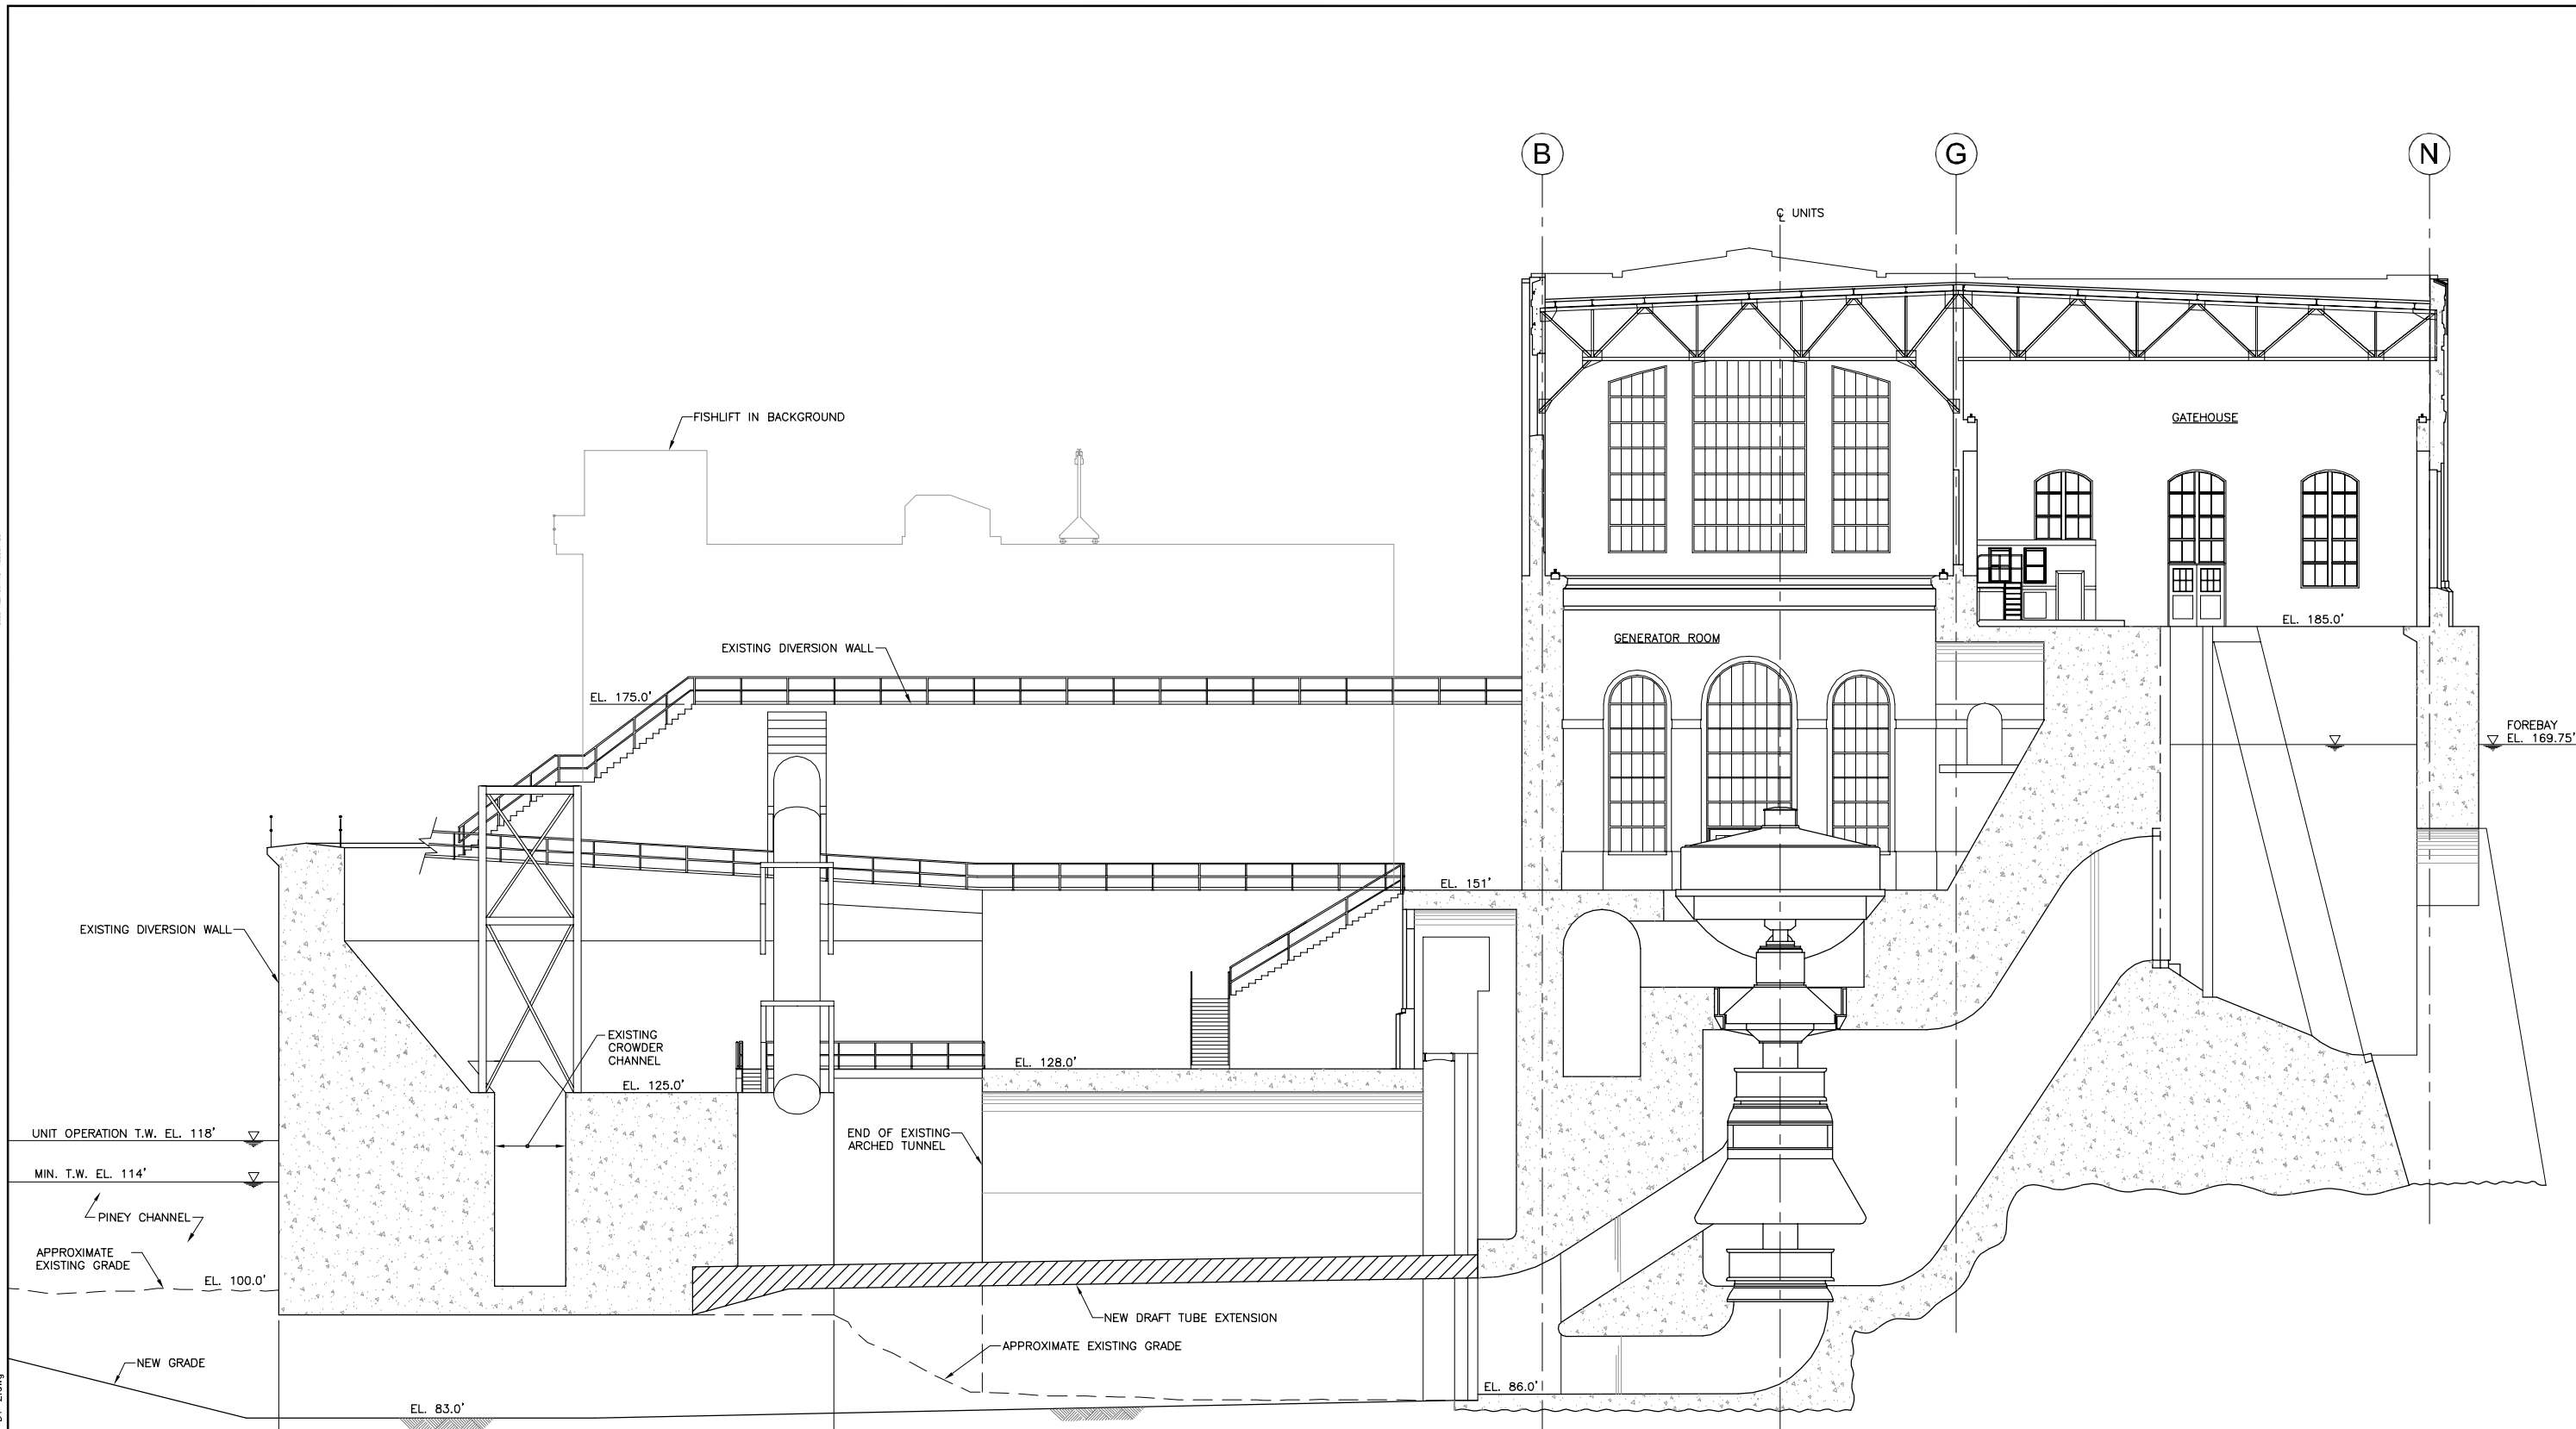 B
G
N
℄ UNITS
FISHLIFT IN BACKGROUND
GATEHOUSE
EL. 185.0'
GENERATOR ROOM
EXISTING DIVERSION WALL
EL. 175.0'
FOREBAY
EL. 169.75'
EL. 151'
EXISTING DIVERSION WALL
EXISTING
CROWDER
CHANNEL
EL. 128.0'
EL. 125.0'
UNIT OPERATION T.W. EL. 118'
END OF EXISTING
ARCHED TUNNEL
MIN. T.W. EL. 114'
PINEY CHANNEL
APPROXIMATE
EXISTING GRADE
EL. 100.0'
NEW DRAFT TUBE EXTENSION
APPROXIMATE EXISTING GRADE
NEW GRADE
EL. 86.0'
EL. 83.0'